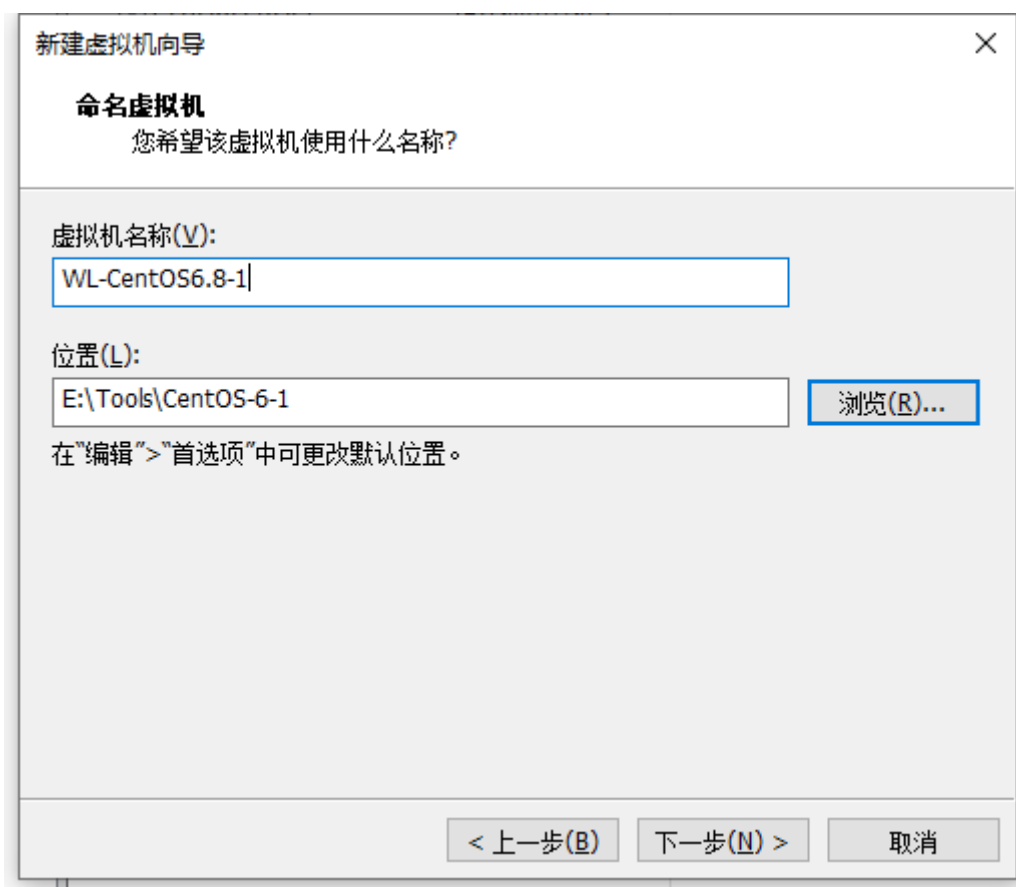 新建虚拟机向导
命名虚拟机
您希望该虚拟机使用什么名称?
虚拟机名称(V):
WL-CentOS6.8-1
位置(L):
E:\Tools\CentOS-6-1
浏览(R)...
在“编辑”>“首选项”中可更改默认位置。
< 上一步(B) 下一步(N) > 取消